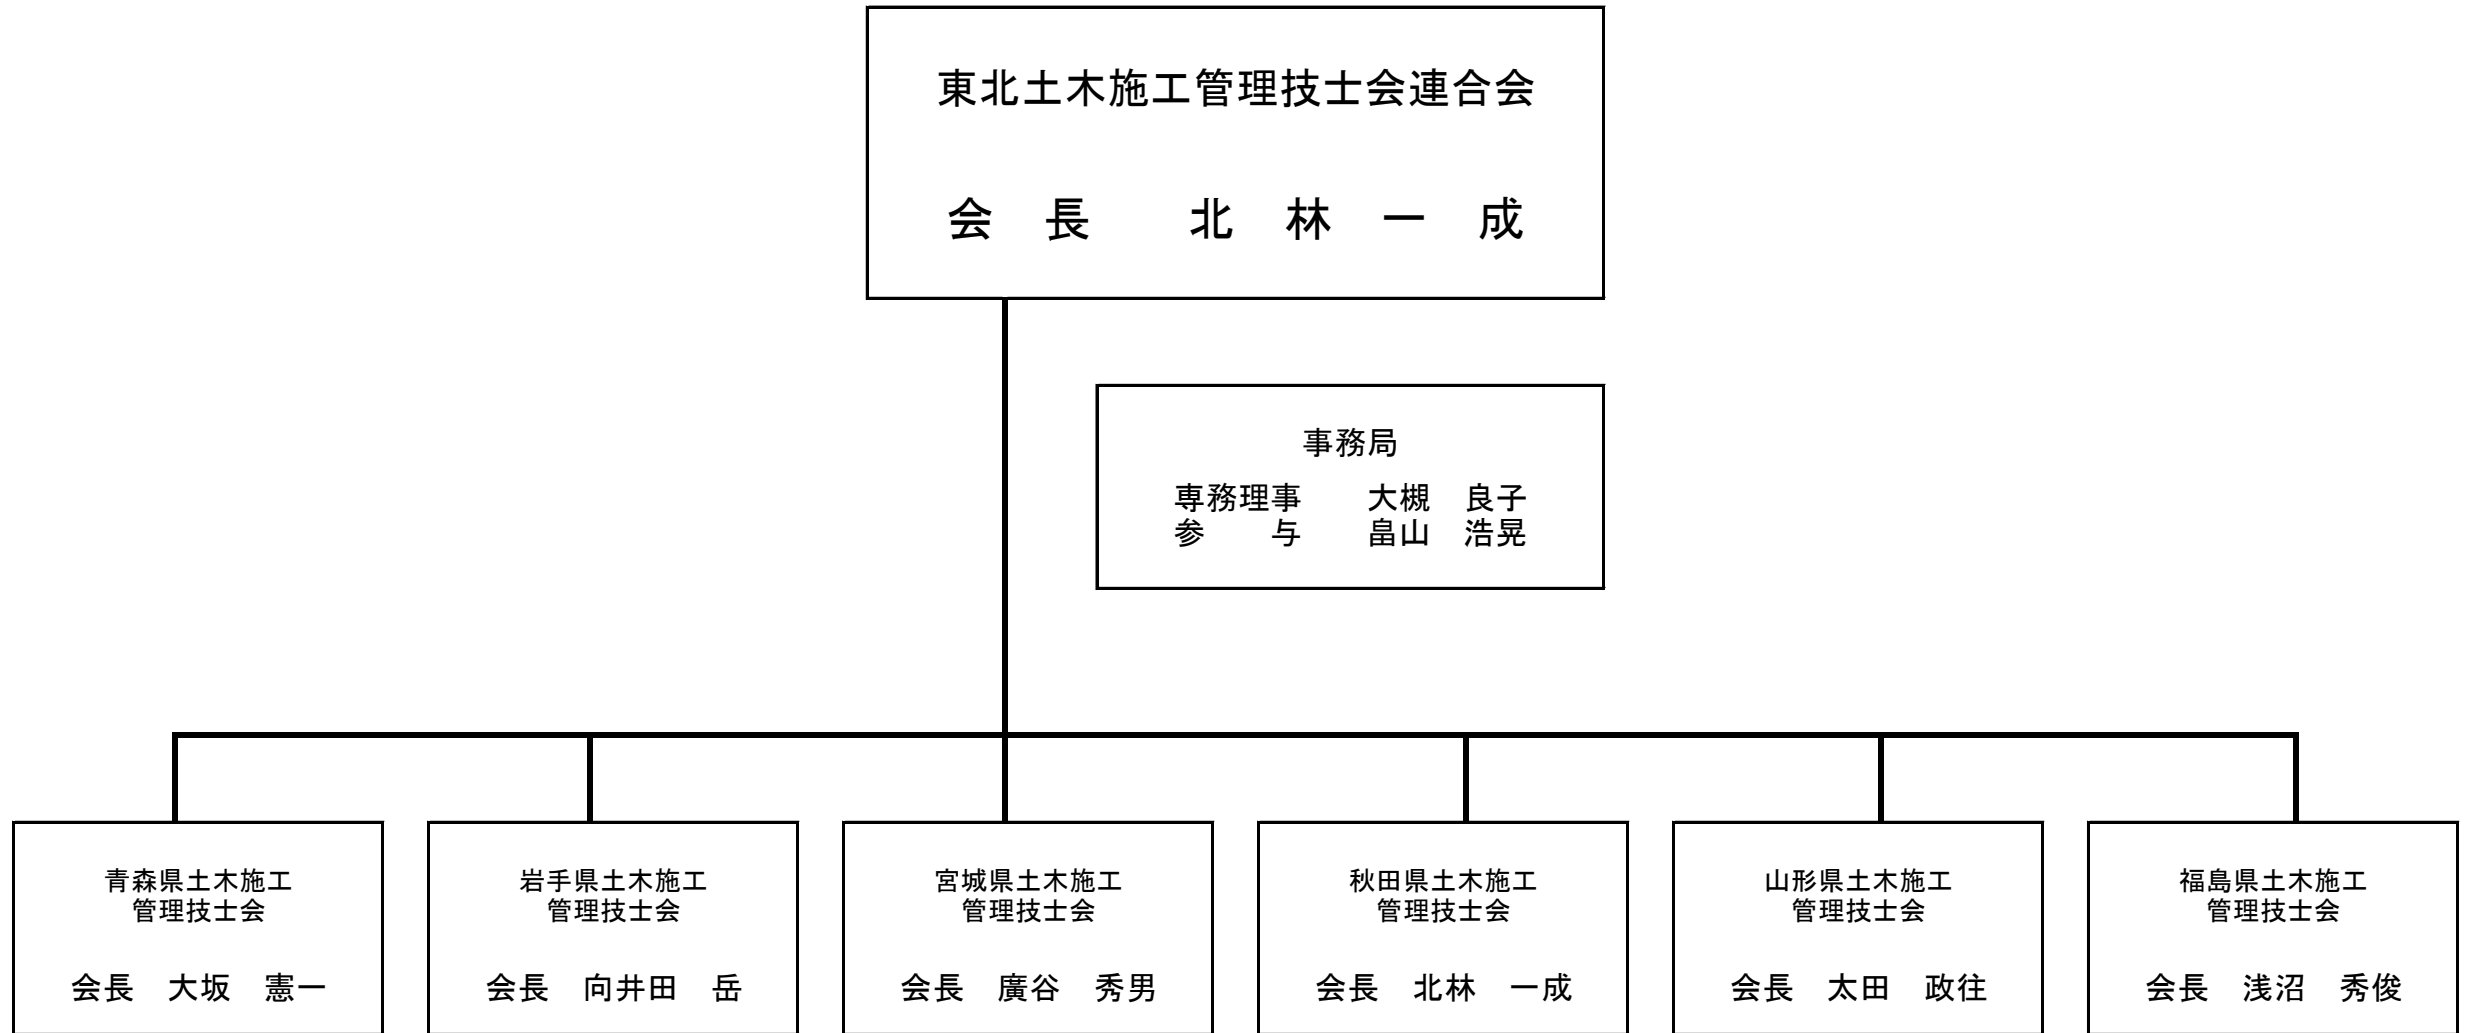 東北土木施工管理技士会連合会
会　長　　北　林　一　成
事務局
専務理事　　大槻　良子
参　　与　　畠山　浩晃
青森県土木施工
管理技士会
会長　大坂　憲一
岩手県土木施工
管理技士会
会長　向井田　岳
宮城県土木施工
管理技士会
会長　廣谷　秀男
秋田県土木施工
管理技士会
会長　北林　一成
山形県土木施工
管理技士会
会長　太田　政往
福島県土木施工
管理技士会
会長　浅沼　秀俊